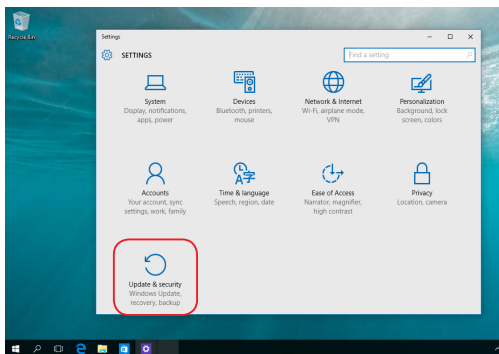 Recycle Bin
Settings
SETTINGS
Find a setting
System
Display, notifications,
apps, power
Devices
Bluetooth, printers,
mouse
Network & Internet
Wi-Fi, airplane mode,
VPN
Personalization
Background, lock
screen, colors
Accounts
Your account, sync
settings, work, family
Time & language
Speech, region, date
Ease of Access
Narrator, magnifier,
high contrast
Privacy
Location, camera
Update & security
Windows Update,
recovery, backup